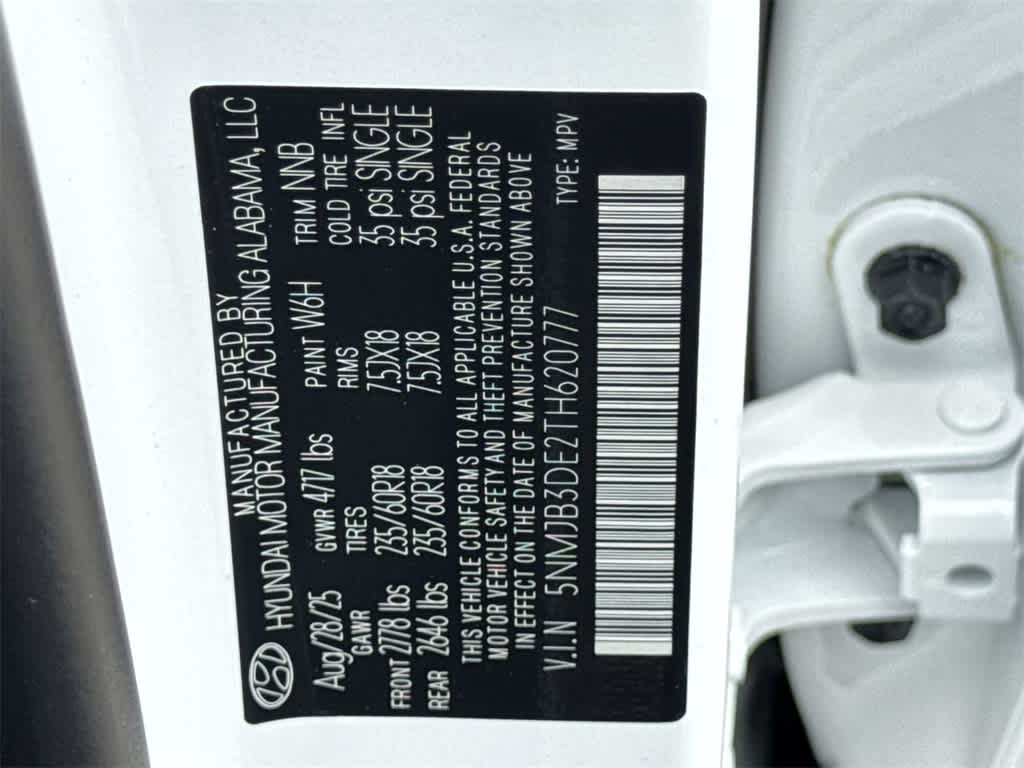 MANUFACTURED BY
HYUNDAI MOTOR MANUFACTURING ALABAMA, LLC
Aug/28/25 GVWR 4717 lbs PAINT W6H TRIM NNB
GAWR TIRES RIMS COLD TIRE INFL
FRONT 2778 lbs 235/60R18 7.5JX18 35 psi SINGLE
REAR 2646 lbs 235/60R18 7.5JX18 35 psi SINGLE
THIS VEHICLE CONFORMS TO ALL APPLICABLE U.S.A. FEDERAL
MOTOR VEHICLE SAFETY AND THEFT PREVENTION STANDARDS
IN EFFECT ON THE DATE OF MANUFACTURE SHOWN ABOVE
V.I.N 5NMJB3DE2TH620777 TYPE: MPV